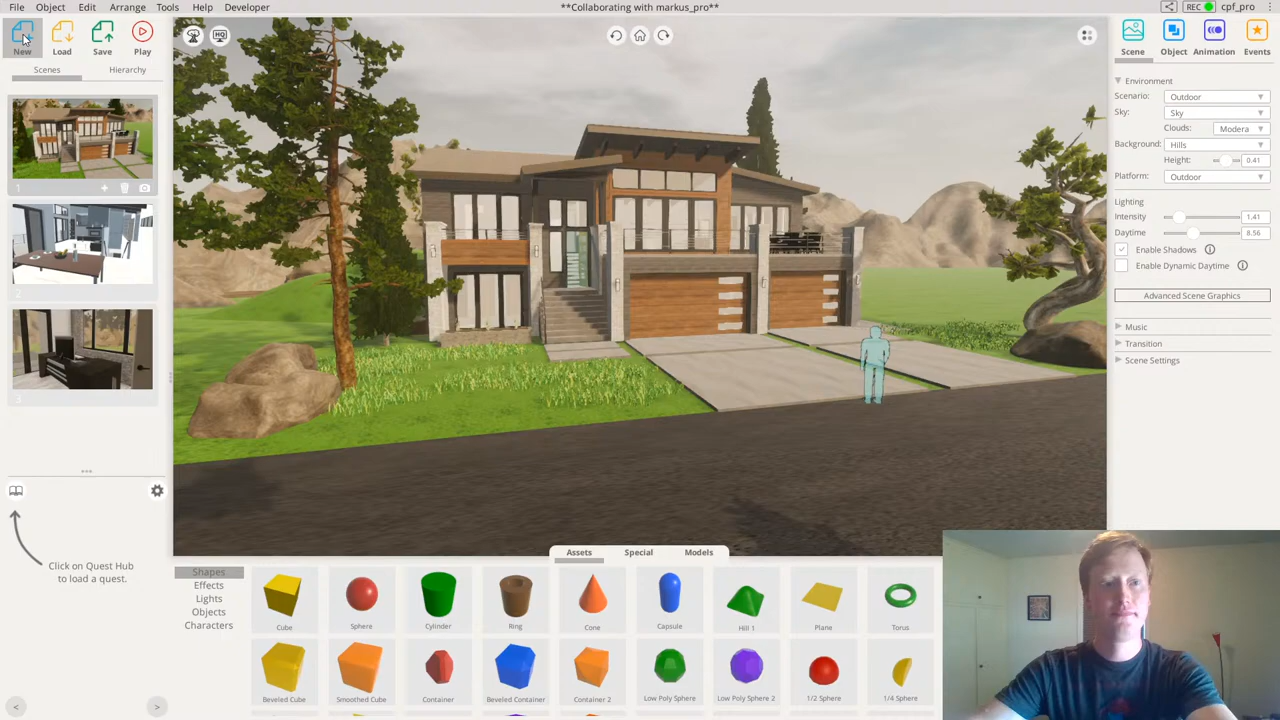 File Object Edit Arrange Tools Help Developer **Collaborating with markus_pro** REC cpf_pro
New Load Save Play
Scenes Hierarchy
1
2
3
Click on Quest Hub
to load a quest.
HQ
Scene Object Animation Events
Environment
Scenario: Outdoor
Sky: Sky
Clouds: Modera
Background: Hills
Height: 0.41
Platform: Outdoor
Lighting
Intensity 1.41
Daytime 8.56
Enable Shadows
Enable Dynamic Daytime
Advanced Scene Graphics
Music
Transition
Scene Settings
Assets Special Models
Shapes
Effects
Lights
Objects
Characters
Cube Sphere Cylinder Ring Cone Capsule Hill 1 Plane Torus
Beveled Cube Smoothed Cube Container Beveled Container Container 2 Low Poly Sphere Low Poly Sphere 2 1/2 Sphere 1/4 Sphere